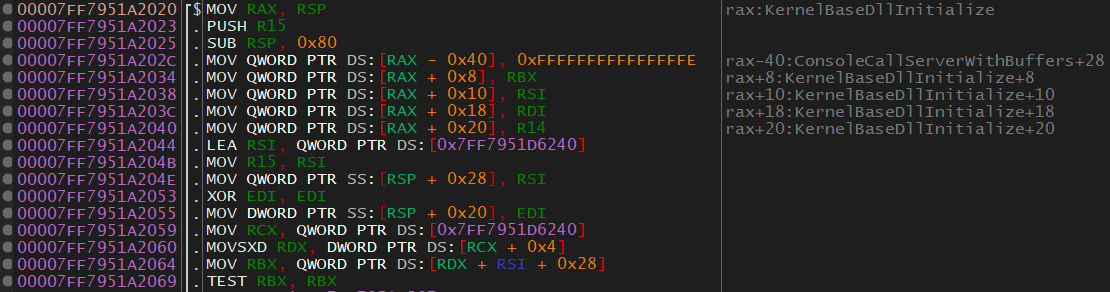 00007FF7951A2020 $ MOV RAX, RSP rax:KernelBaseDllInitialize
00007FF7951A2023 . PUSH R15
00007FF7951A2025 . SUB RSP, 0x80
00007FF7951A202C . MOV QWORD PTR DS:[RAX - 0x40], 0xFFFFFFFFFFFFFFFE rax-40:ConsoleCallServerWithBuffers+28
00007FF7951A2034 . MOV QWORD PTR DS:[RAX + 0x8], RBX rax+8:KernelBaseDllInitialize+8
00007FF7951A2038 . MOV QWORD PTR DS:[RAX + 0x10], RSI rax+10:KernelBaseDllInitialize+10
00007FF7951A203C . MOV QWORD PTR DS:[RAX + 0x18], RDI rax+18:KernelBaseDllInitialize+18
00007FF7951A2040 . MOV QWORD PTR DS:[RAX + 0x20], R14 rax+20:KernelBaseDllInitialize+20
00007FF7951A2044 . LEA RSI, QWORD PTR DS:[0x7FF7951D6240]
00007FF7951A204B . MOV R15, RSI
00007FF7951A204E . MOV QWORD PTR SS:[RSP + 0x28], RSI
00007FF7951A2053 . XOR EDI, EDI
00007FF7951A2055 . MOV DWORD PTR SS:[RSP + 0x20], EDI
00007FF7951A2059 . MOV RCX, QWORD PTR DS:[0x7FF7951D6240]
00007FF7951A2060 . MOVSXD RDX, DWORD PTR DS:[RCX + 0x4]
00007FF7951A2064 . MOV RBX, QWORD PTR DS:[RDX + RSI + 0x28]
00007FF7951A2069 . TEST RBX, RBX